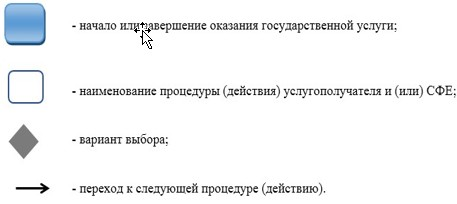 - начало или завершение оказания государственной услуги;
- наименование процедуры (действия) услугополучателя и (или) СФЕ;
- вариант выбора;
- переход к следующей процедуре (действию).